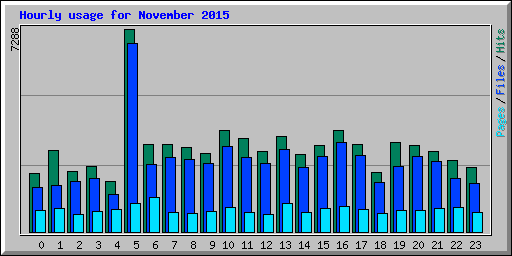 Hourly usage for November 2015
7288
Pages / Files / Hits
0 1 2 3 4 5 6 7 8 9 10 11 12 13 14 15 16 17 18 19 20 21 22 23